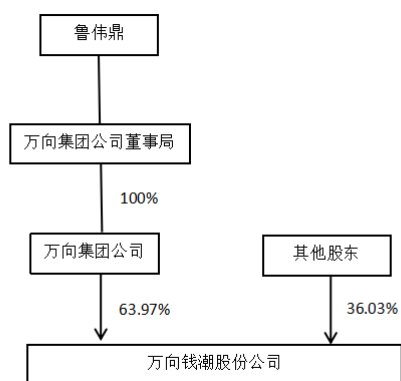 鲁伟鼎
万向集团公司董事局
100%
万向集团公司
其他股东
63.97%
36.03%
万向钱潮股份公司